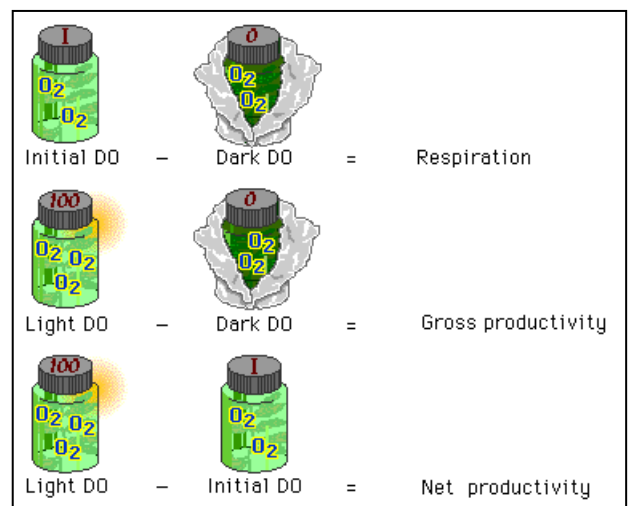 I 0
O2 O2 O2 O2
Initial DO – Dark DO = Respiration
100 0
O2 O2 O2 O2 O2
Light DO – Dark DO = Gross productivity
100 I
O2 O2 O2 O2 O2
Light DO – Initial DO = Net productivity